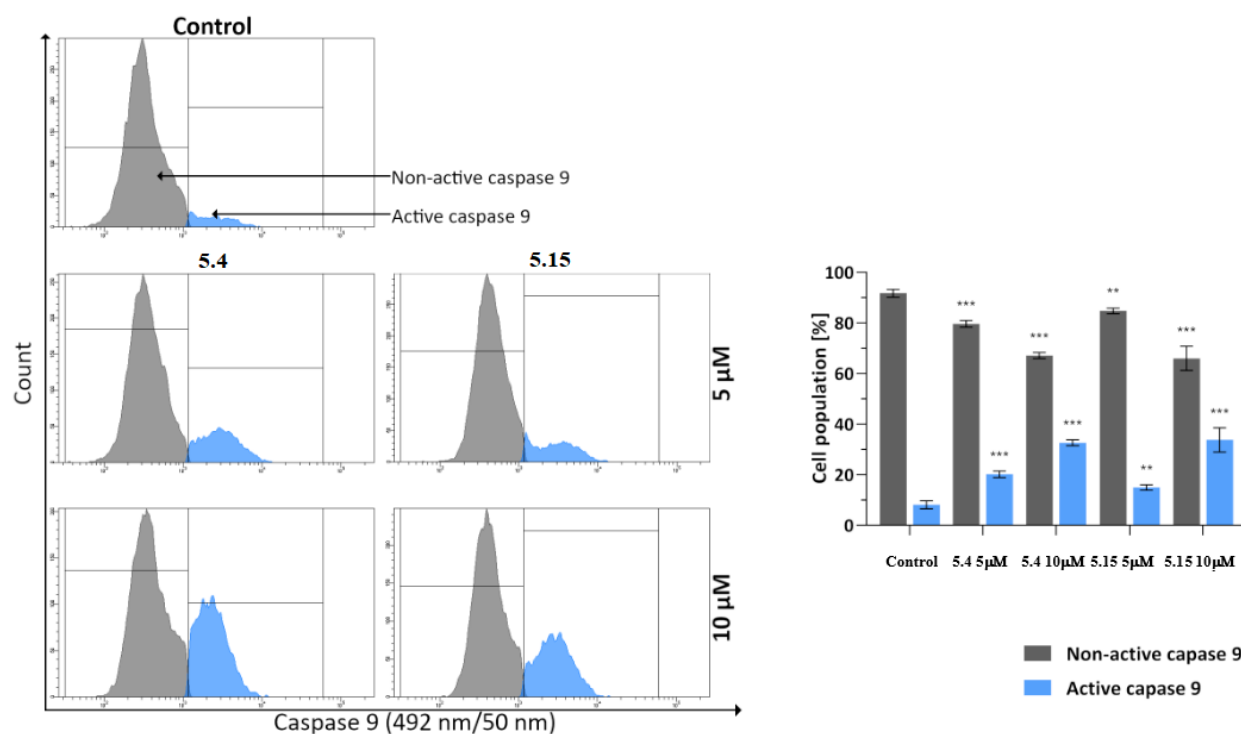 Control
Non-active caspase 9
Active caspase 9
5.4
5.15
Count
5 µM
10 µM
Caspase 9 (492 nm/50 nm)
Cell population [%]
100
80
60
40
20
0
***
***
**
***
***
***
**
***
Control 5.4 5µM 5.4 10µM 5.15 5µM 5.15 10µM
Non-active capase 9
Active capase 9